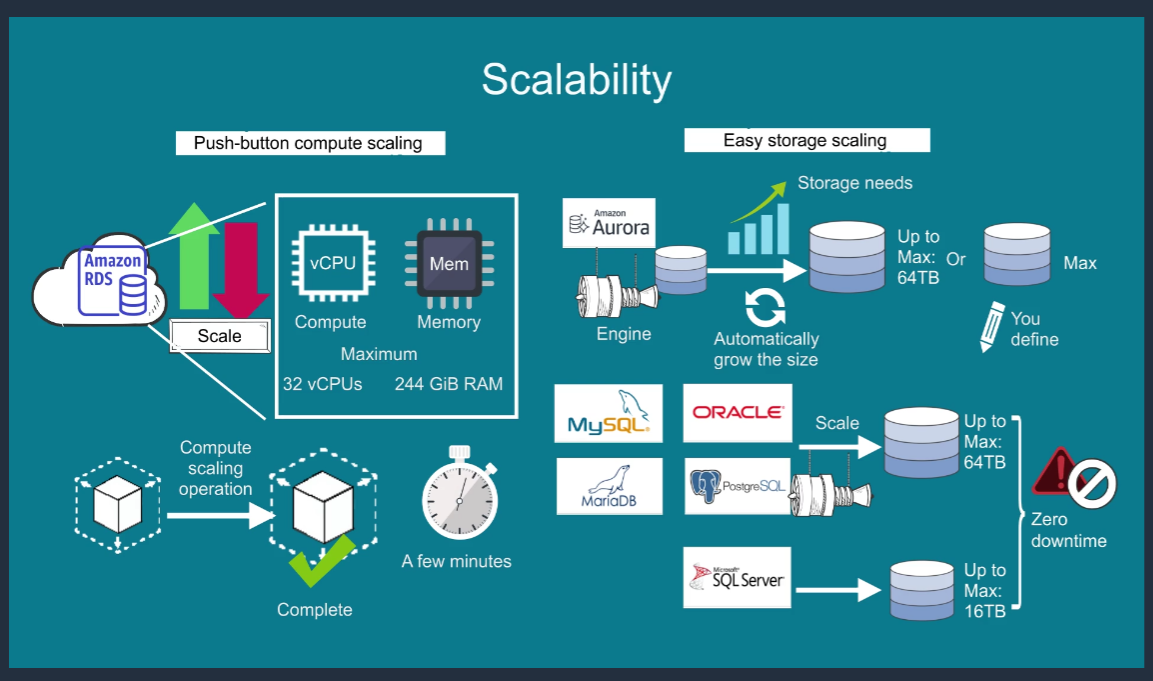 Scalability
Push-button compute scaling
Amazon
RDS
Scale
vCPU
Mem
Compute
Memory
Maximum
32 vCPUs
244 GiB RAM
Compute
scaling
operation
Complete
A few minutes
Easy storage scaling
Amazon
Aurora
Engine
Storage needs
Automatically
grow the size
Up to
Max:
64TB
Or
Max
You
define
MySQL®
ORACLE®
MariaDB
PostgreSQL
Scale
Up to
Max:
64TB
Microsoft®
SQL Server
Up to
Max:
16TB
Zero
downtime